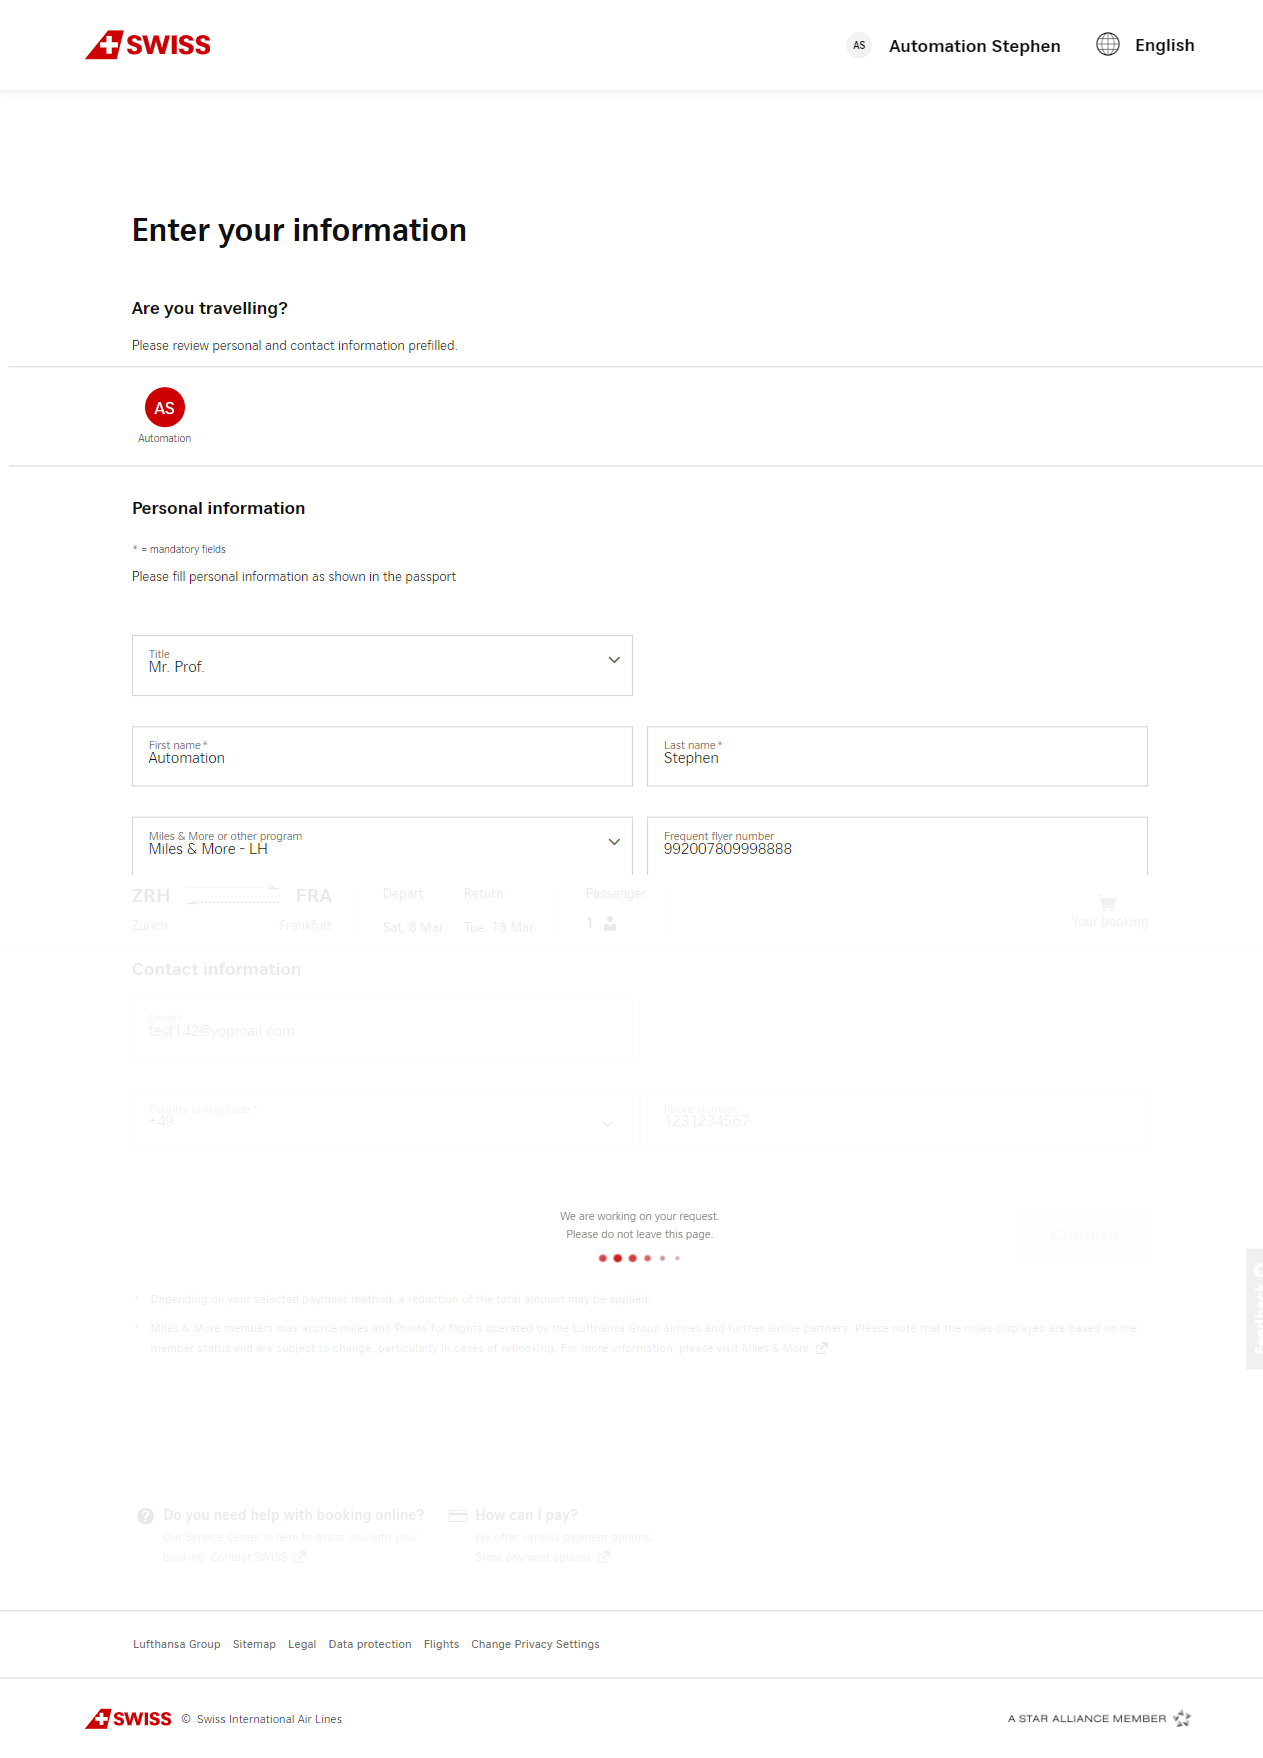 SWISS
AS Automation Stephen English
Enter your information
Are you travelling?
Please review personal and contact information prefilled.
AS
Automation
Personal information
* = mandatory fields
Please fill personal information as shown in the passport
Title
Mr. Prof.
First name *
Automation
Last name *
Stephen
Miles & More or other program
Miles & More - LH
Frequent flyer number
992007809998888
ZRH FRA Depart Return Passenger
Zurich Frankfurt Sat, 8 Mar Tue, 18 Mar 1 Your booking
Contact information
Email *
test142@yopmail.com
Country calling code *
+49
Phone number *
1231234567
We are working on your request.
Please do not leave this page.
Confirm
Feedback
* Depending on your selected payment method, a reduction of the total amount may be applied
* Miles & More members may accrue miles and Points for flights operated by the Lufthansa Group airlines and further airline partners. Please note that the miles displayed are based on the
member status and are subject to change, particularly in cases of rebooking. For more information, please visit Miles & More
Do you need help with booking online?
Our Service Center is here to assist you with your
booking. Contact SWISS
How can I pay?
We offer various payment options.
Show payment options
Lufthansa Group Sitemap Legal Data protection Flights Change Privacy Settings
SWISS © Swiss International Air Lines A STAR ALLIANCE MEMBER